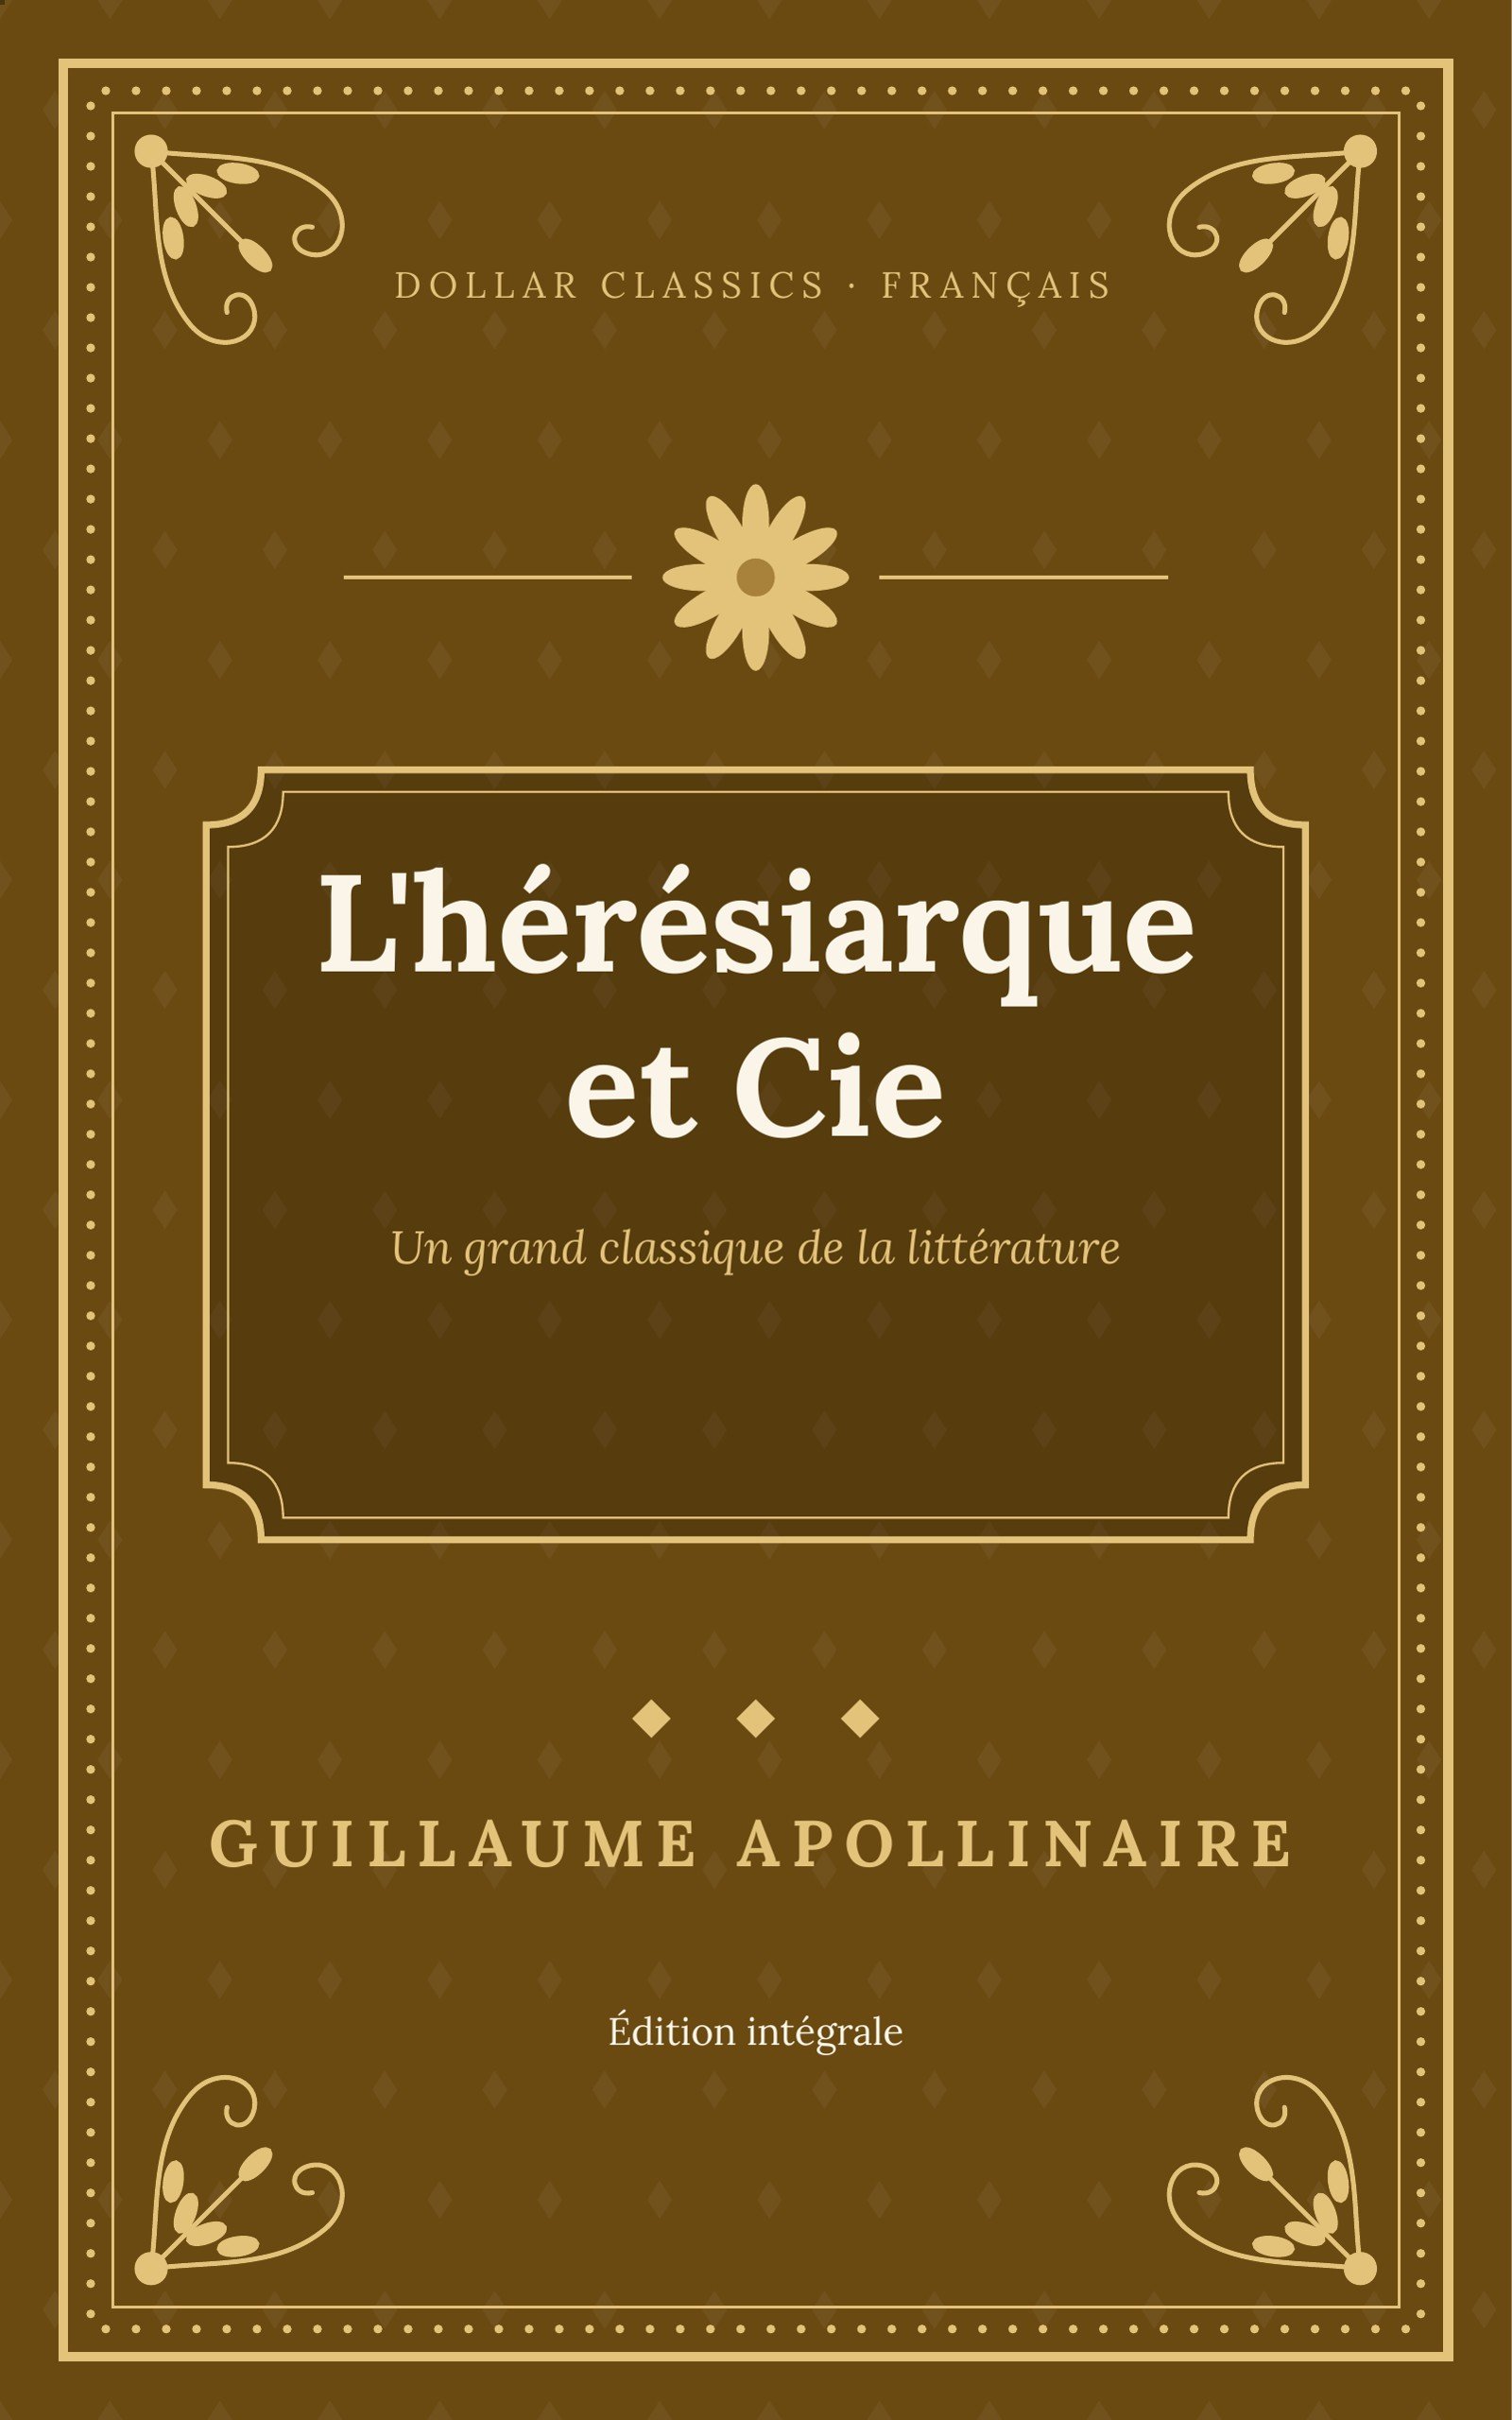 DOLLAR CLASSICS · FRANÇAIS
L'hérésiarque
et Cie
Un grand classique de la littérature
GUILLAUME APOLLINAIRE
Édition intégrale